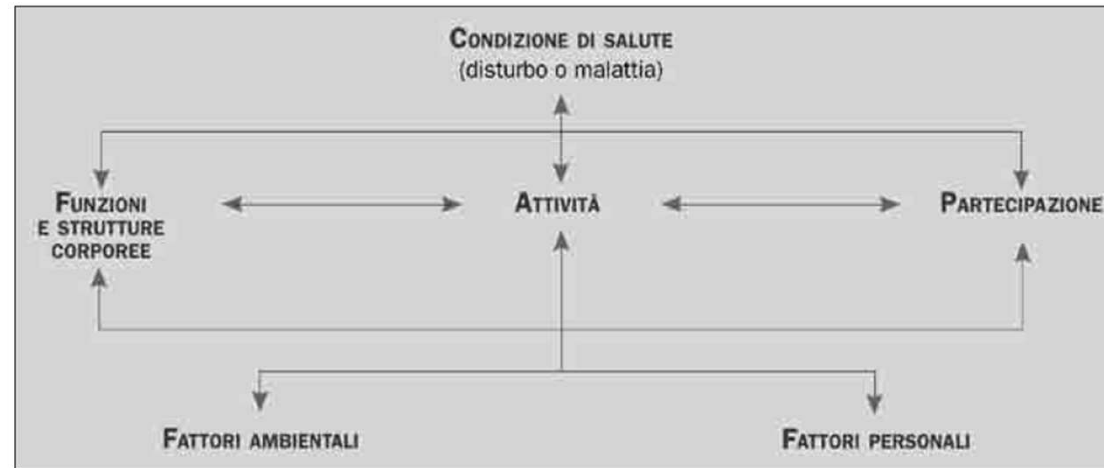 CONDIZIONE DI SALUTE
(disturbo o malattia)
FUNZIONI
E STRUTTURE
CORPOREE
ATTIVITÀ
PARTECIPAZIONE
FATTORI AMBIENTALI
FATTORI PERSONALI